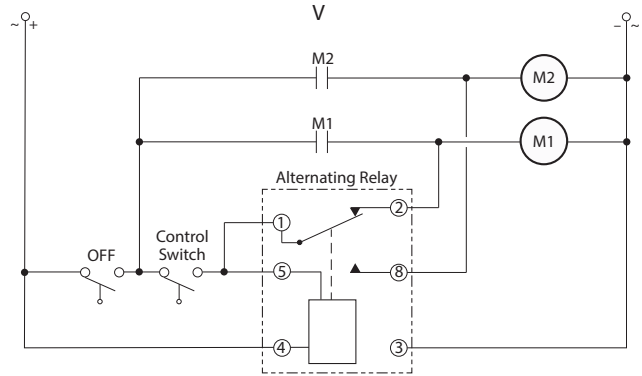 V
~ + − ~
M2
M2
M1
M1
Alternating Relay
2
1
Control
Switch
OFF
5
8
4
3